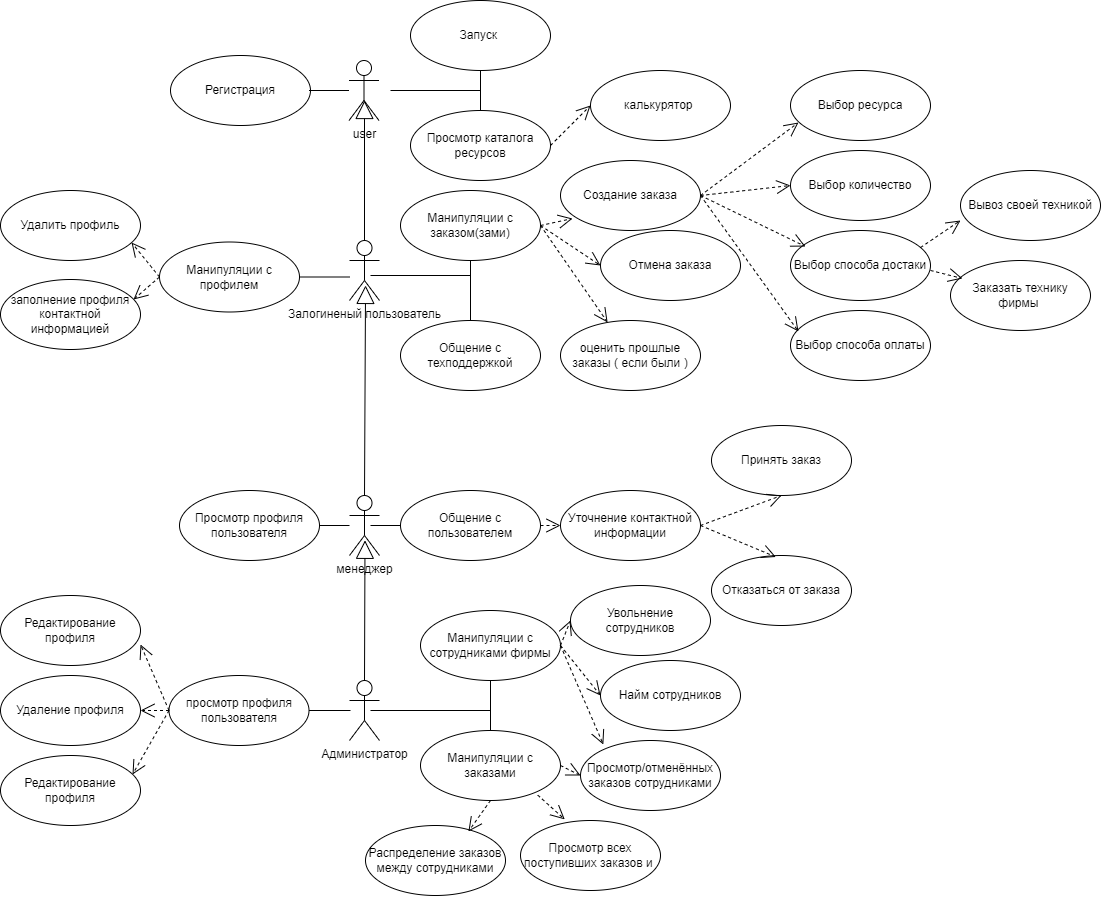 Запуск
Регистрация
user
Просмотр каталога
ресурсов
калькурятор
Выбор ресурса
Создание заказа
Выбор количество
Вывоз своей техникой
Удалить профиль
Манипуляции с
заказом(зами)
Отмена заказа
Выбор способа достаки
Манипуляции с
профилем
Заказать технику
фирмы
заполнение профиля
контактной
информацией
Залогиненый пользователь
Общение с
техподдержкой
оценить прошлые
заказы ( если были )
Выбор способа оплаты
Принять заказ
Просмотр профиля
пользователя
Общение с
пользователем
Уточнение контактной
информации
менеджер
Отказаться от заказа
Редактирование
профиля
Увольнение
сотрудников
Манипуляции с
сотрудниками фирмы
Найм сотрудников
Удаление профиля
просмотр профиля
пользователя
Администратор
Манипуляции с
заказами
Просмотр/отменённых
заказов сотрудниками
Редактирование
профиля
Распределение заказов
между сотрудниками
Просмотр всех
поступивших заказов и